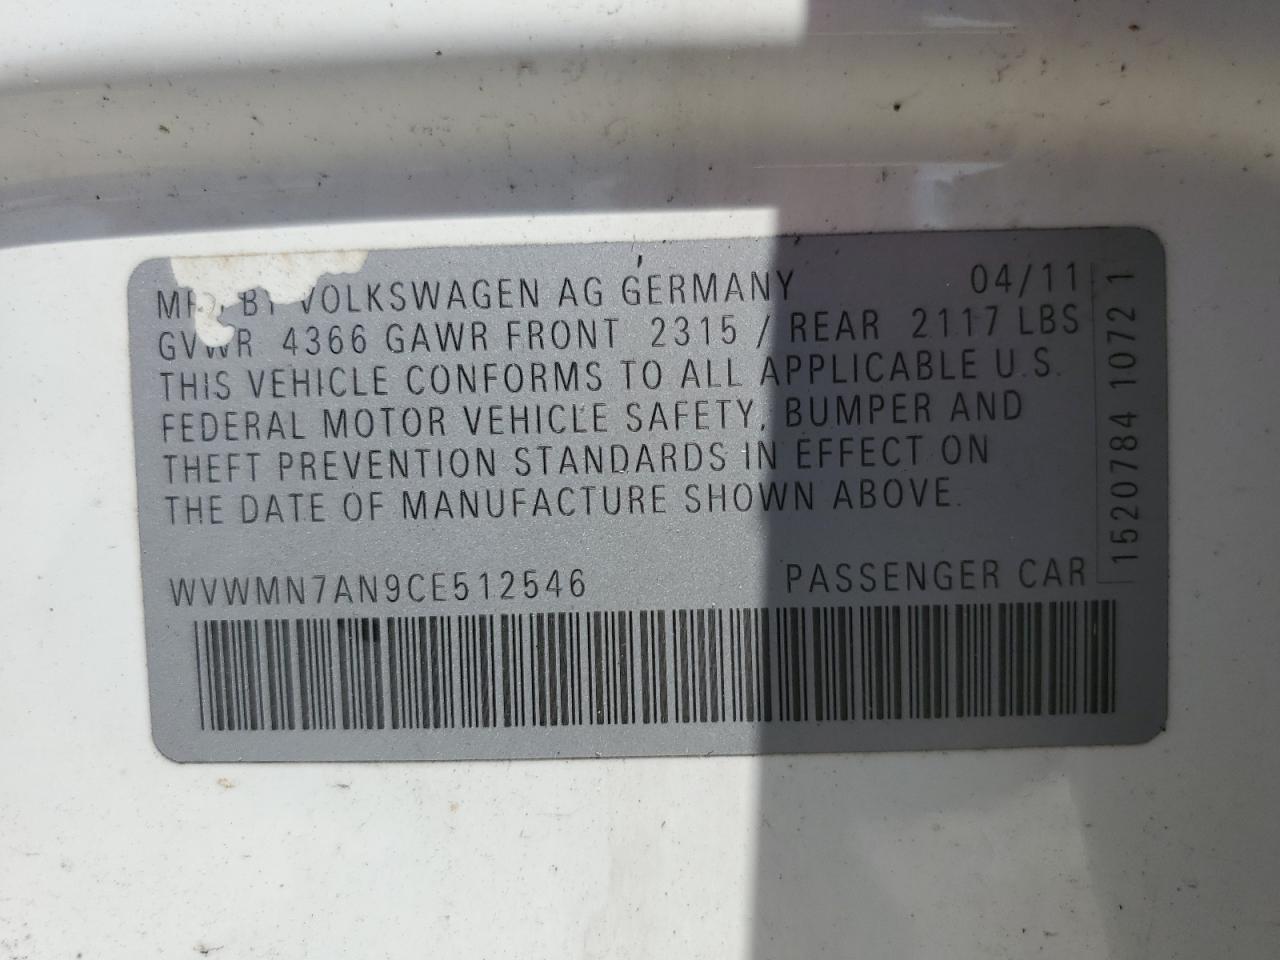 MFD. BY VOLKSWAGEN AG GERMANY 04/11
GVWR 4366 GAWR FRONT 2315 / REAR 2117 LBS
THIS VEHICLE CONFORMS TO ALL APPLICABLE U.S.
FEDERAL MOTOR VEHICLE SAFETY, BUMPER AND
THEFT PREVENTION STANDARDS IN EFFECT ON
THE DATE OF MANUFACTURE SHOWN ABOVE.
WVWMN7AN9CE512546 PASSENGER CAR
1520784 1072 1